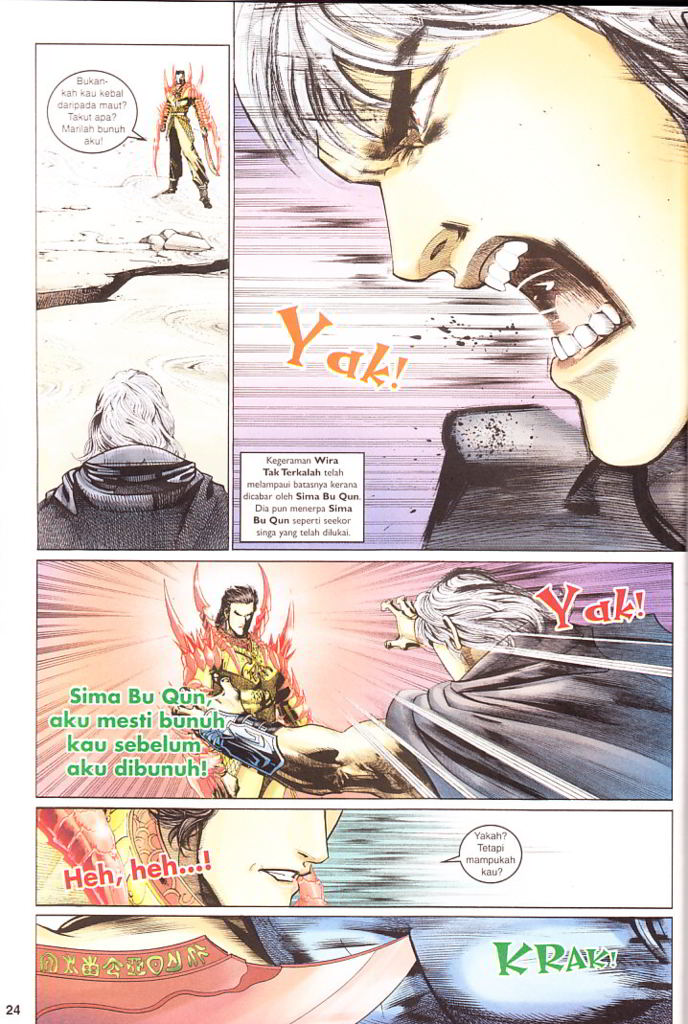 Bukan-
kah kau kebal
daripada maut?
Takut apa?
Marilah bunuh
aku!
Yak!
Kegeraman Wira
Tak Terkalah telah
melampaui batasnya kerana
dicabar oleh Sima Bu Qun.
Dia pun menerpa Sima
Bu Qun seperti seekor
singa yang telah dilukai.
Yak!
Sima Bu Qun,
aku mesti bunuh
kau sebelum
aku dibunuh!
Heh, heh...!
Yakah?
Tetapi
mampukah
kau?
KRAK!
24